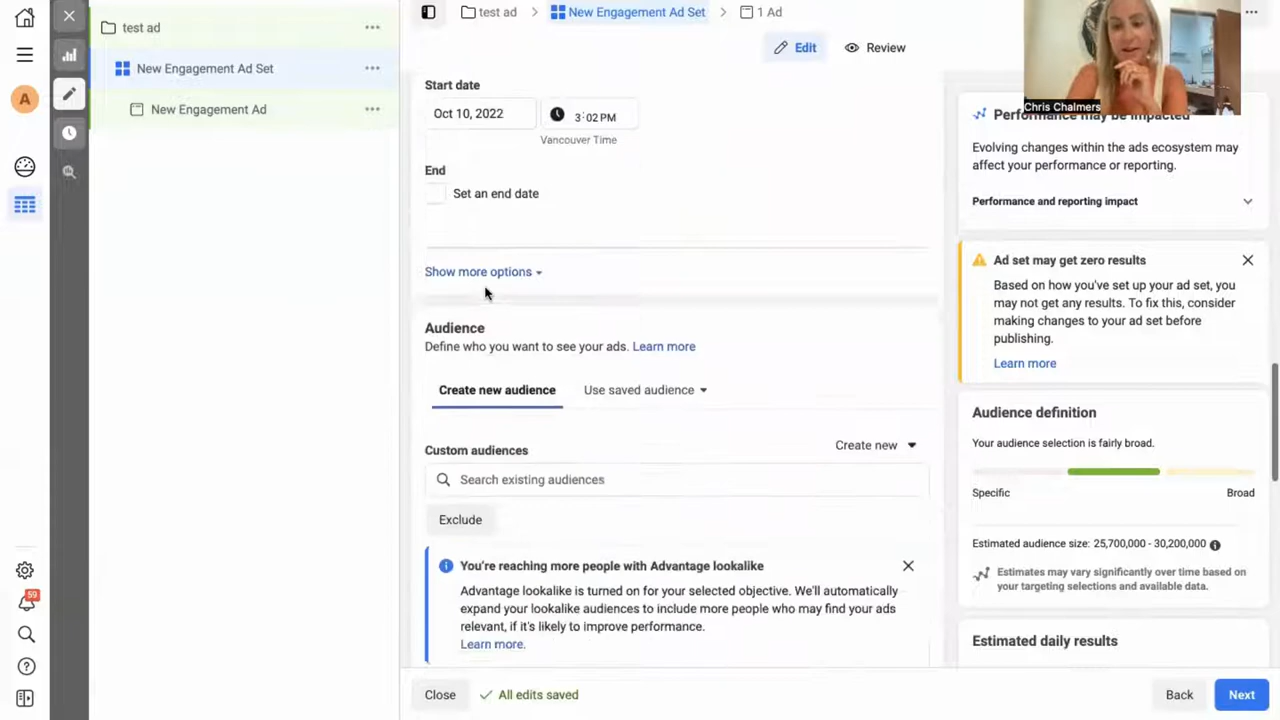 test ad
New Engagement Ad Set
New Engagement Ad
A
59
test ad > New Engagement Ad Set > 1 Ad
Edit
Review
Start date
Oct 10, 2022
3:02 PM
Vancouver Time
End
Set an end date
Show more options
Audience
Define who you want to see your ads. Learn more
Create new audience
Use saved audience
Custom audiences
Create new
Search existing audiences
Exclude
You're reaching more people with Advantage lookalike
Advantage lookalike is turned on for your selected objective. We'll automatically
expand your lookalike audiences to include more people who may find your ads
relevant, if it's likely to improve performance.
Learn more.
Close
All edits saved
Back
Next
Chris Chalmers
Performance may be impacted
Evolving changes within the ads ecosystem may
affect your performance or reporting.
Performance and reporting impact
Ad set may get zero results
Based on how you've set up your ad set, you
may not get any results. To fix this, consider
making changes to your ad set before
publishing.
Learn more
Audience definition
Your audience selection is fairly broad.
Specific
Broad
Estimated audience size: 25,700,000 - 30,200,000
Estimates may vary significantly over time based on
your targeting selections and available data.
Estimated daily results